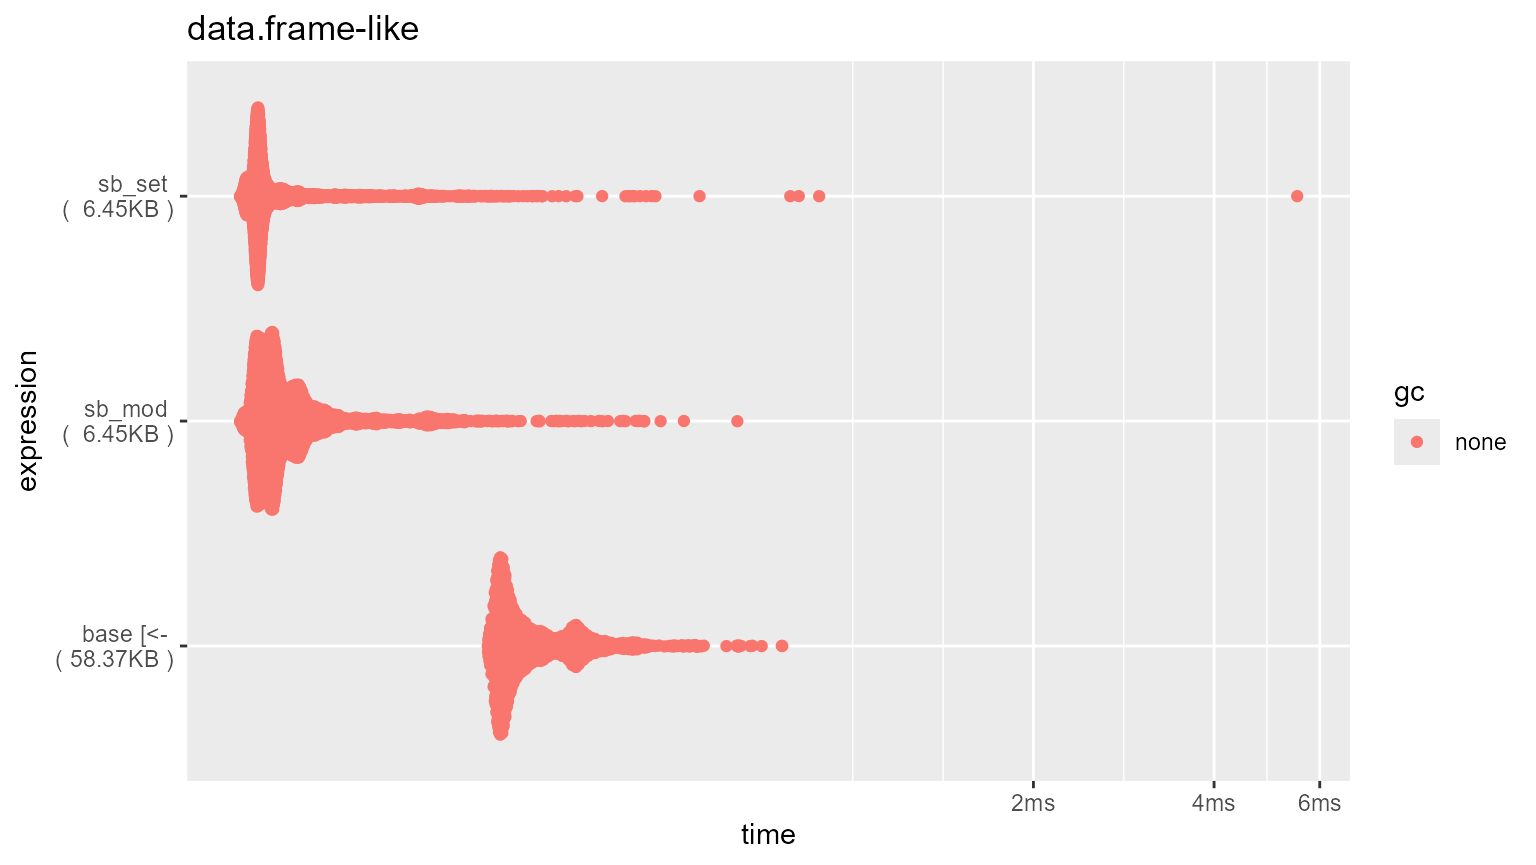 data.frame-like
sb_set
( 6.45KB )
sb_mod
( 6.45KB )
base [<-
( 58.37KB )
expression
2ms 4ms 6ms
time
gc
none